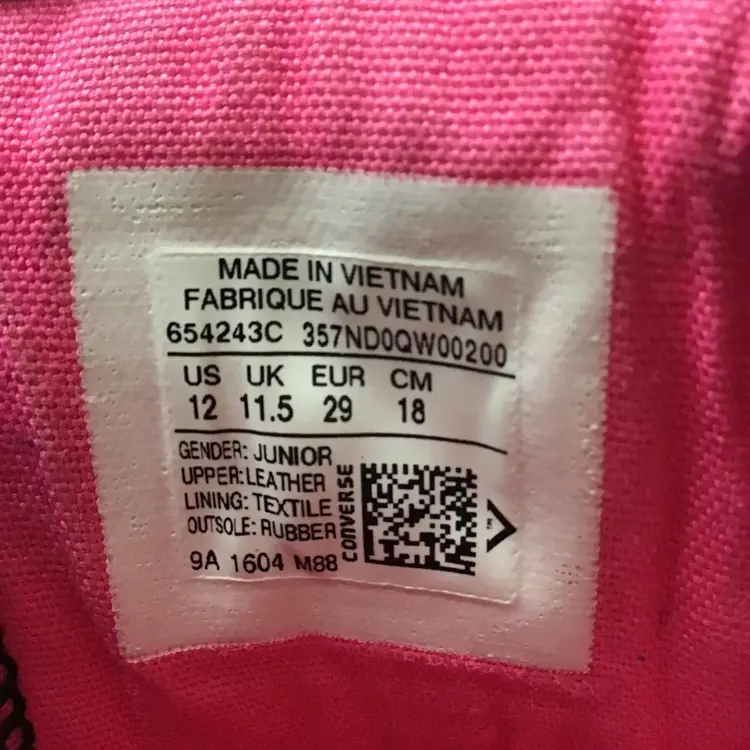 MADE IN VIETNAM
FABRIQUE AU VIETNAM
654243C 357ND0QW00200
US UK EUR CM
12 11.5 29 18
GENDER: JUNIOR
UPPER: LEATHER
LINING: TEXTILE
OUTSOLE: RUBBER
9A 1604 M88
CONVERSE
™